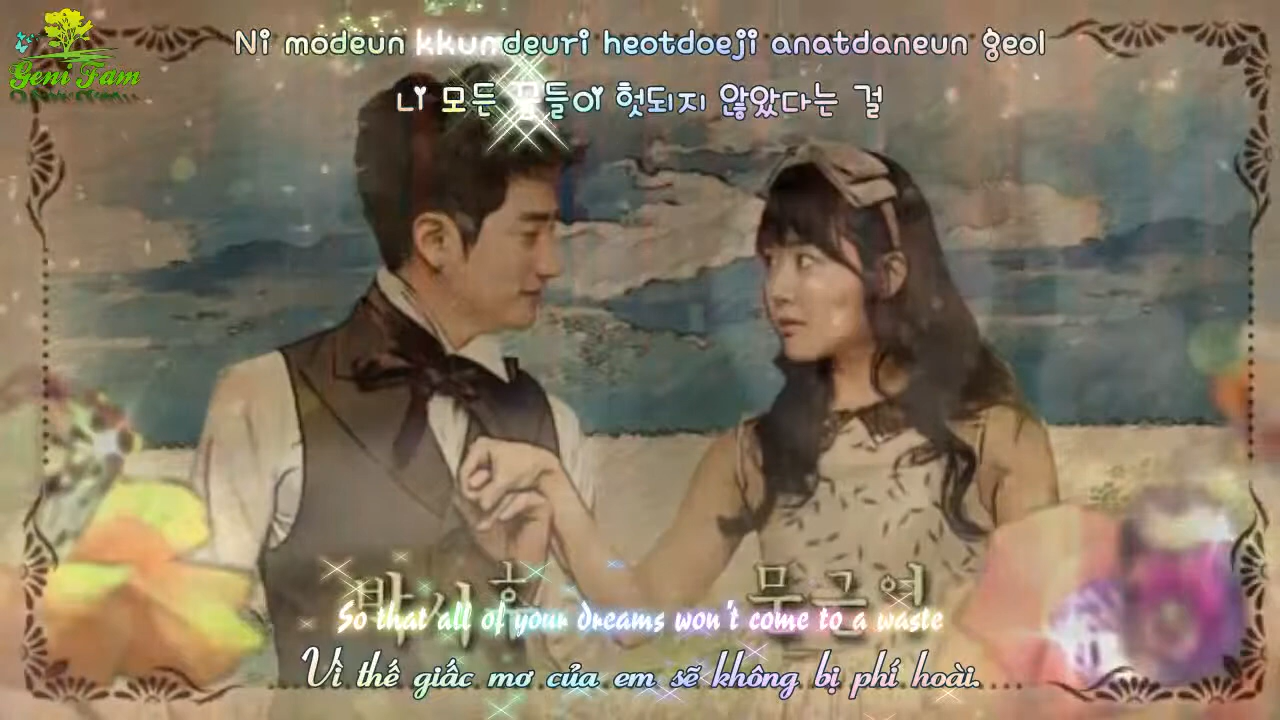 Geni Fam
Ni modeun kkumdeuri heotdoeji anatdaneun geol
니 모든 꿈들이 헛되지 않았다는 걸
박시후 문근영
So that all of your dreams won't come to a waste
Vì thế giấc mơ của em sẽ không bị phí hoài.